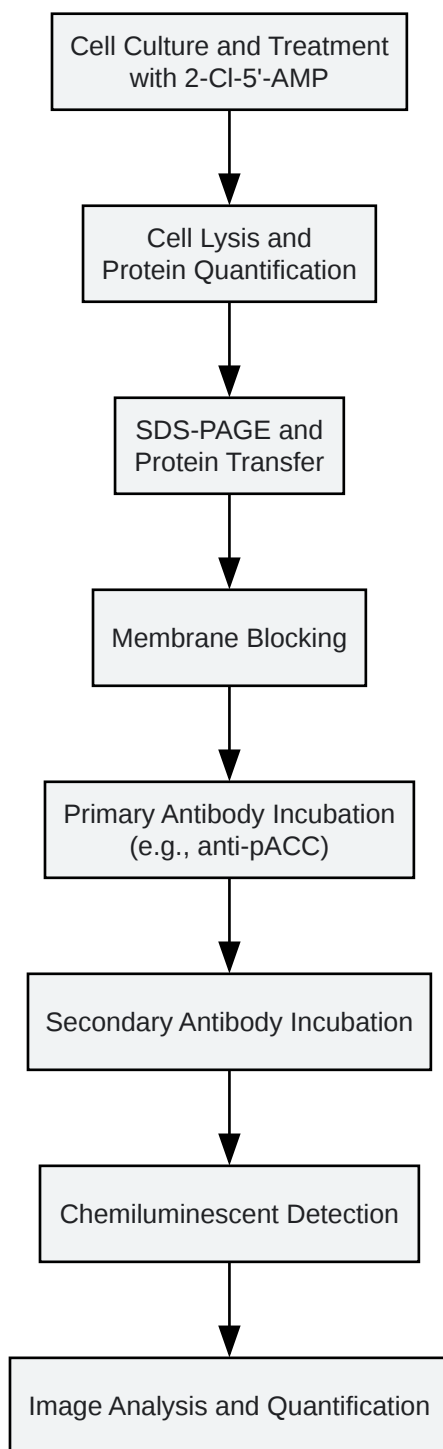 Cell Culture and Treatment
with 2-Cl-5'-AMP
Cell Lysis and
Protein Quantification
SDS-PAGE and
Protein Transfer
Membrane Blocking
Primary Antibody Incubation
(e.g., anti-pACC)
Secondary Antibody Incubation
Chemiluminescent Detection
Image Analysis and Quantification